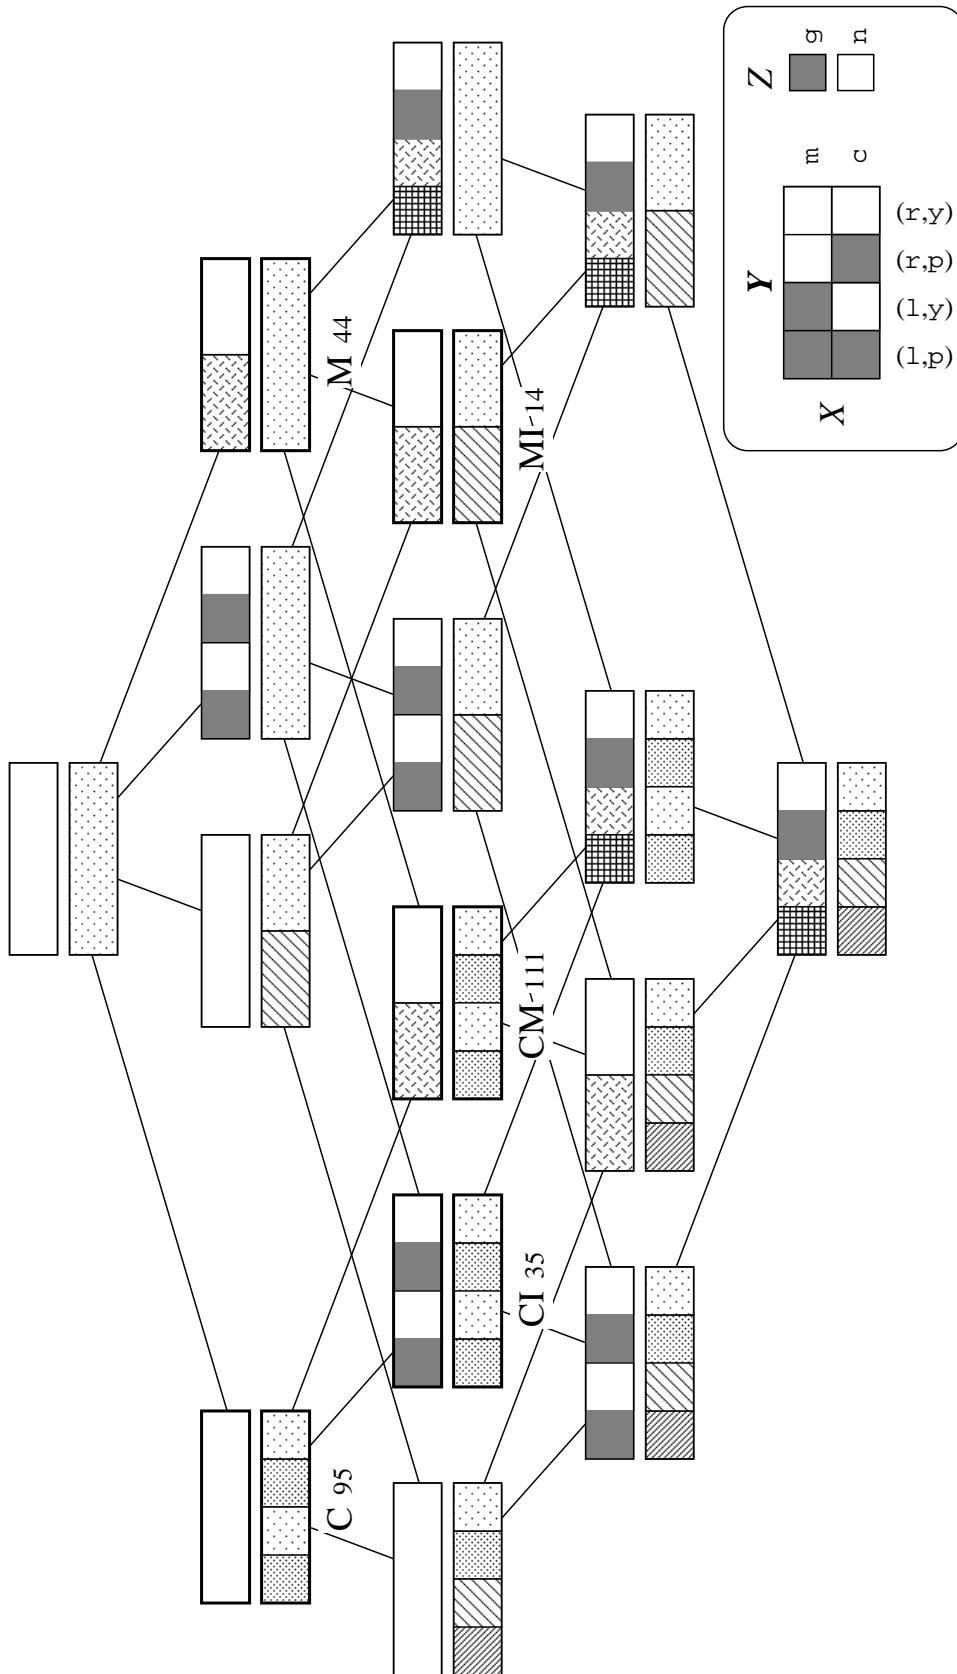 M 44
C 95
MI 14
CM 111
CI 35
Y
Z
X
m
c
g
n
(l,p)
(l,y)
(r,p)
(r,y)